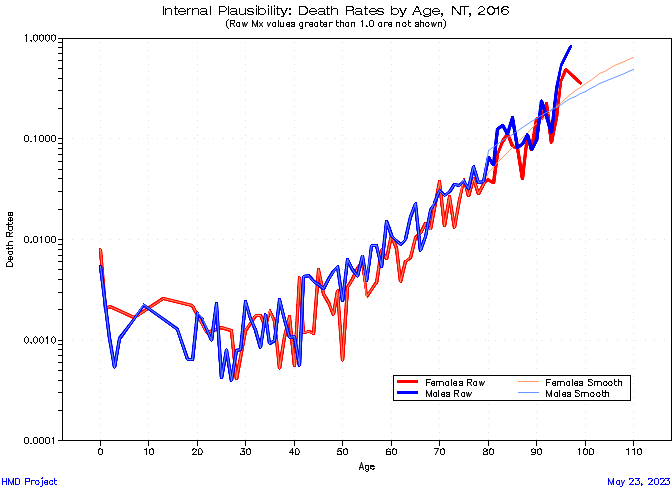 Internal Plausibility: Death Rates by Age, NT, 2016
(Raw Mx values greater than 1.0 are not shown)
1.0000
0.1000
0.0100
0.0010
0.0001
Death Rates
Females Raw
Females Smooth
Males Raw
Males Smooth
0 10 20 30 40 50 60 70 80 90 100 110
Age
HMD Project
May 23, 2023